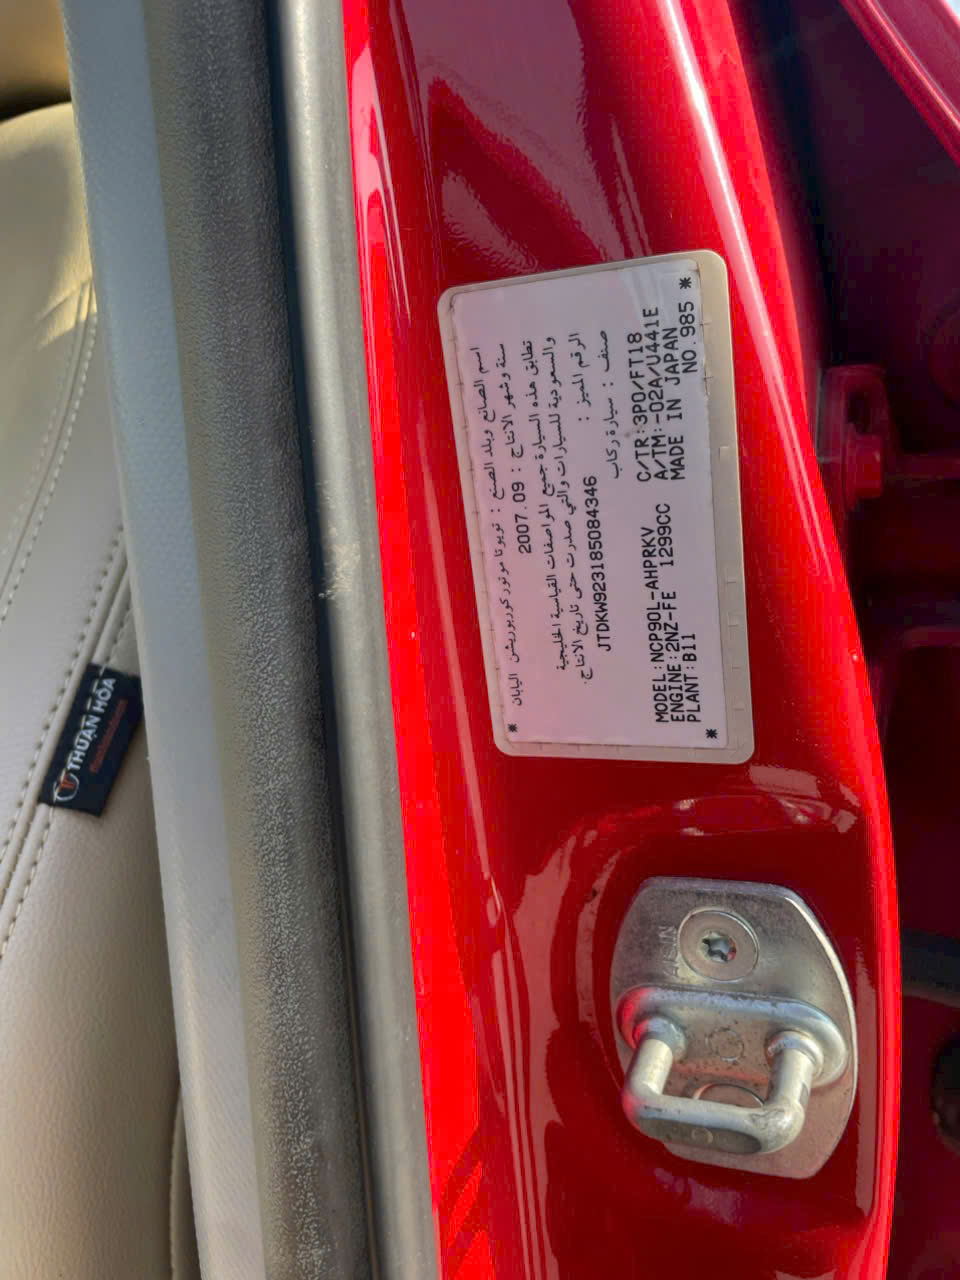 * اسم الصانع وبلد الصنع : تويوتا موتور كوربوريشن اليابان
سنة وشهر الانتاج : 2007.09
تطابق هذه السيارة جميع المواصفات القياسية الخليجية
والسعودية للسيارات والتي صدرت حتى تاريخ الانتاج.
الرقم المميز : JTDKW923185084346
صنف : سيارة ركاب
MODEL:NCP90L-AHPRKV C/TR:3P0/FT18
ENGINE:2NZ-FE 1299CC A/TM:-02A/U441E
PLANT:B11 MADE IN JAPAN
* NO.985 *
THUẬN HÓA